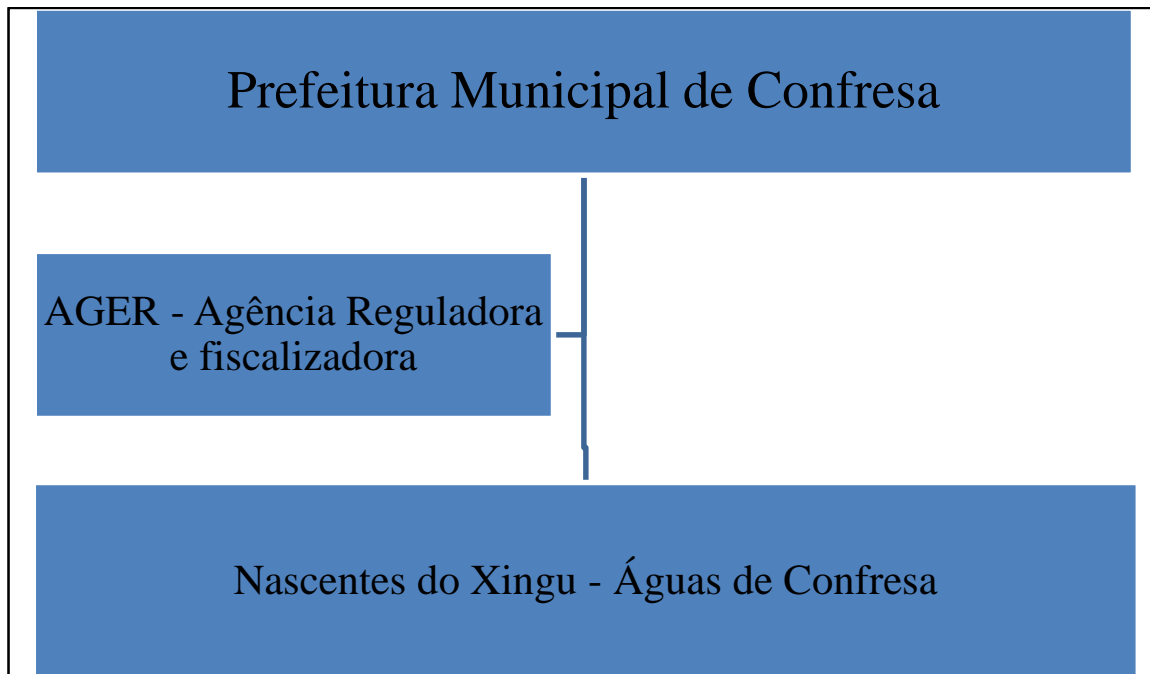 Prefeitura Municipal de Confresa
AGER - Agência Reguladora
e fiscalizadora
Nascentes do Xingu - Águas de Confresa